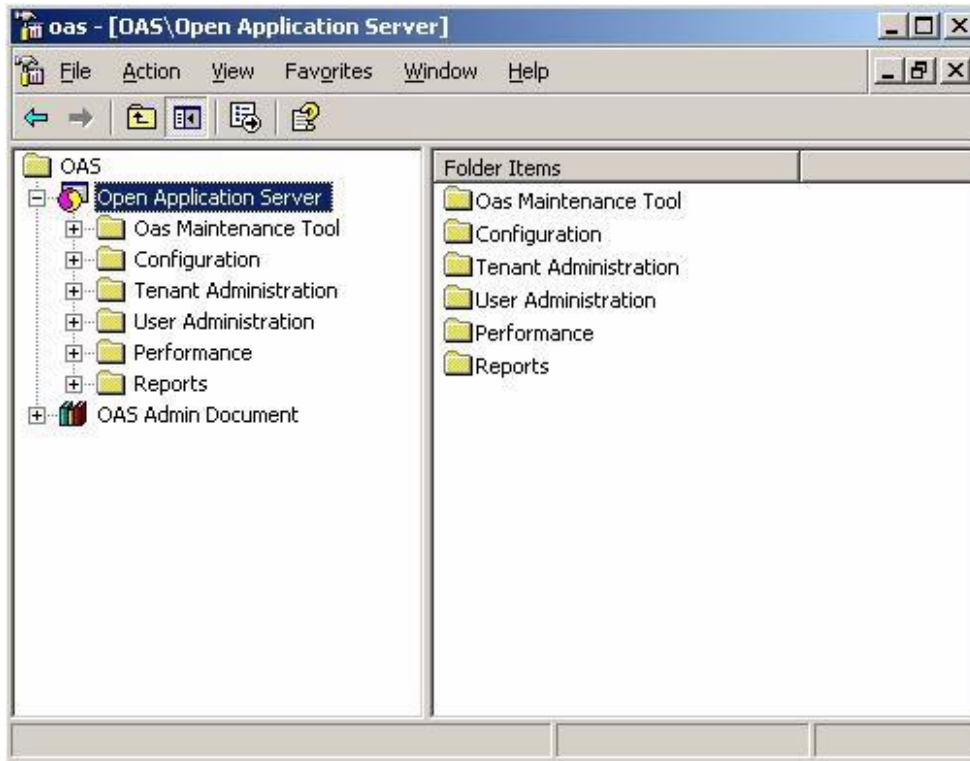 oas - [OAS\Open Application Server]
File Action View Favorites Window Help
OAS
Open Application Server
Oas Maintenance Tool
Configuration
Tenant Administration
User Administration
Performance
Reports
OAS Admin Document
Folder Items
Oas Maintenance Tool
Configuration
Tenant Administration
User Administration
Performance
Reports